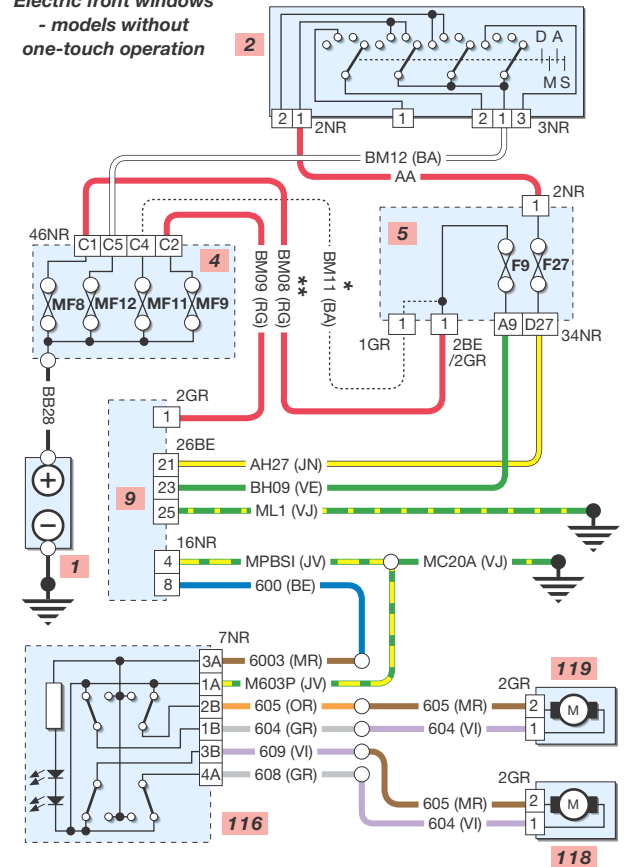 Electric front windows
- models without
one-touch operation
2
D A
M S
2 1
2NR
1
2 1 3
3NR
BM12 (BA)
AA
2NR
1
46NR
C1 C5 C4 C2
4
5
MF8 MF12 MF11 MF9
F9 F27
BM09 (RG)
BM08 (RG)
**
BM11 (BA)
*
1GR
1
1
2BE
/2GR
A9 D27
34NR
BB28
+
−
1
2GR
1
26BE
9
21 AH27 (JN)
23 BH09 (VE)
25 ML1 (VJ)
16NR
4 MPBSI (JV) MC20A (VJ)
8 600 (BE)
7NR
3A 6003 (MR)
1A M603P (JV)
2B 605 (OR) 605 (MR)
1B 604 (GR) 604 (VI)
3B 609 (VI)
4A 608 (GR)
116
119
2GR
2
1
M
605 (MR)
604 (VI)
2GR
2
1
M
118